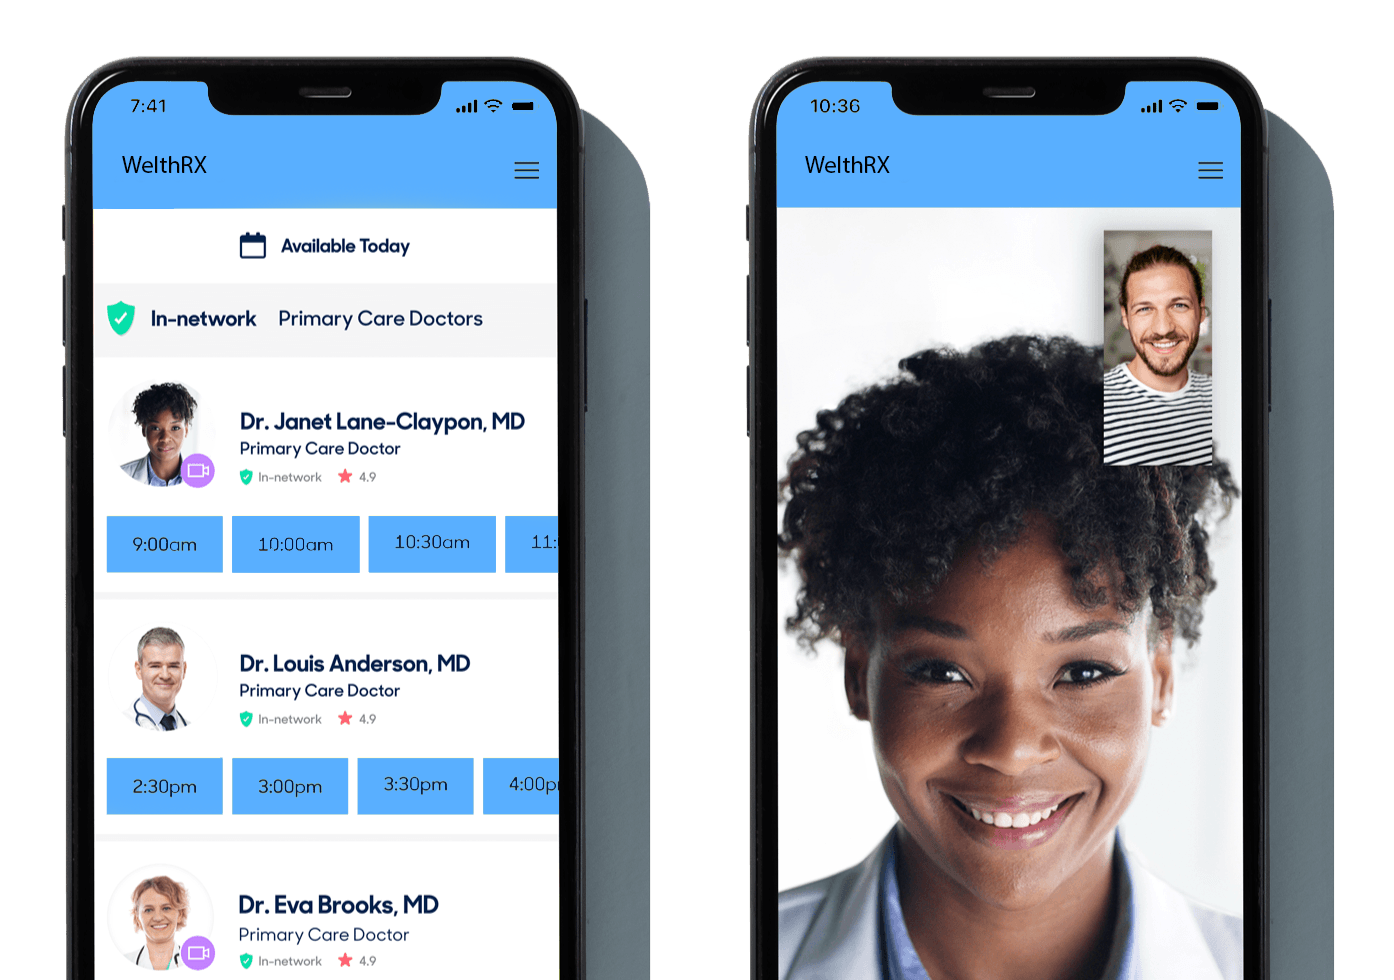 7:41
WelthRX
Available Today
In-network Primary Care Doctors
Dr. Janet Lane-Claypon, MD
Primary Care Doctor
In-network 4.9
9:00am 10:00am 10:30am 11:
Dr. Louis Anderson, MD
Primary Care Doctor
In-network 4.9
2:30pm 3:00pm 3:30pm 4:00p
Dr. Eva Brooks, MD
Primary Care Doctor
In-network 4.9
10:36
WelthRX